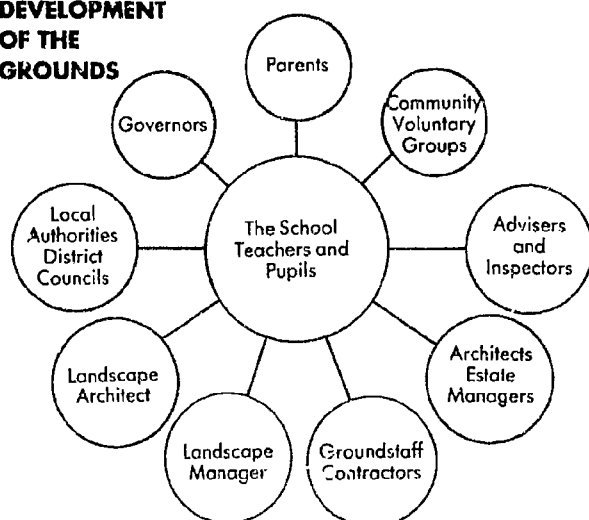 DEVELOPMENT
OF THE
GROUNDS
Parents
Community
Voluntary
Groups
Governors
Local
Authorities
District
Councils
The School
Teachers and
Pupils
Advisers
and
Inspectors
Landscape
Architect
Architects
Estate
Managers
Landscape
Manager
Groundstaff
Contractors